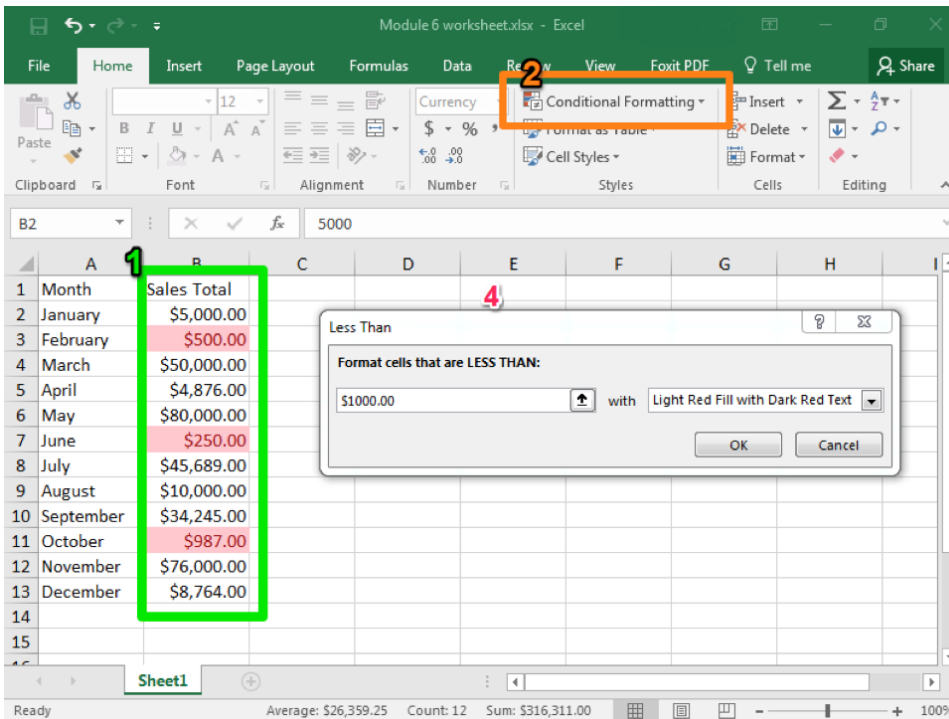 Module 6 worksheet.xlsx - Excel
File Home Insert Page Layout Formulas Data View Foxit PDF Tell me Share
2
Paste
12
B I U A A A
Currency
$ % ,
Conditional Formatting
Format as Table
Cell Styles
Insert
Delete
Format
Clipboard Font Alignment Number Styles Cells Editing
B2 fx 5000
1
A B C D E F G H I
1 Month Sales Total
2 January $5,000.00
3 February $500.00
4 March $50,000.00
5 April $4,876.00
6 May $80,000.00
7 June $250.00
8 July $45,689.00
9 August $10,000.00
10 September $34,245.00
11 October $987.00
12 November $76,000.00
13 December $8,764.00
14
15
4
Less Than
Format cells that are LESS THAN:
$1000.00 with Light Red Fill with Dark Red Text
OK Cancel
Sheet1
Ready Average: $26,359.25 Count: 12 Sum: $316,311.00 - + 100%